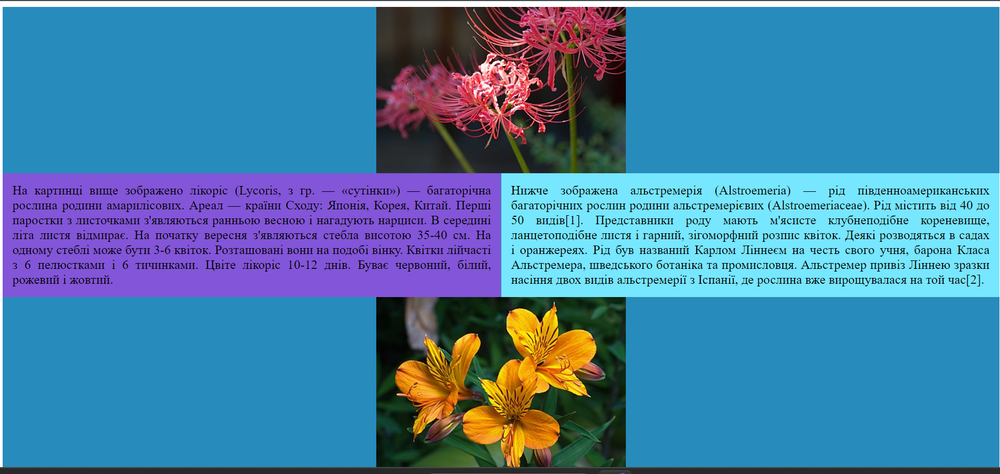 На картинці вище зображено лікоріс (Lycoris, з гр. — «сутінки») — багаторічна
рослина родини амарилісових. Ареал — країни Сходу: Японія, Корея, Китай. Перші
паростки з листочками з'являються ранньою весною і нагадують нарциси. В середині
літа листя відмирає. На початку вересня з'являються стебла висотою 35-40 см. На
одному стеблі може бути 3-6 квіток. Розташовані вони на подобі вінку. Квітки лійчасті
з 6 пелюстками і 6 тичинками. Цвіте лікоріс 10-12 днів. Буває червоний, білий,
рожевий і жовтий.
Нижче зображена альстремерія (Alstroemeria) — рід південноамериканських
багаторічних рослин родини альстремерієвих (Alstroemeriaceae). Рід містить від 40 до
50 видів[1]. Представники роду мають м'ясисте клубнеподібне кореневище,
ланцетоподібне листя і гарний, зігоморфний розпис квіток. Деякі розводяться в садах
і оранжереях. Рід був названий Карлом Ліннеєм на честь свого учня, барона Класа
Альстремера, шведського ботаніка та промисловця. Альстремер привіз Ліннею зразки
насіння двох видів альстремерії з Іспанії, де рослина вже вирощувалася на той час[2].